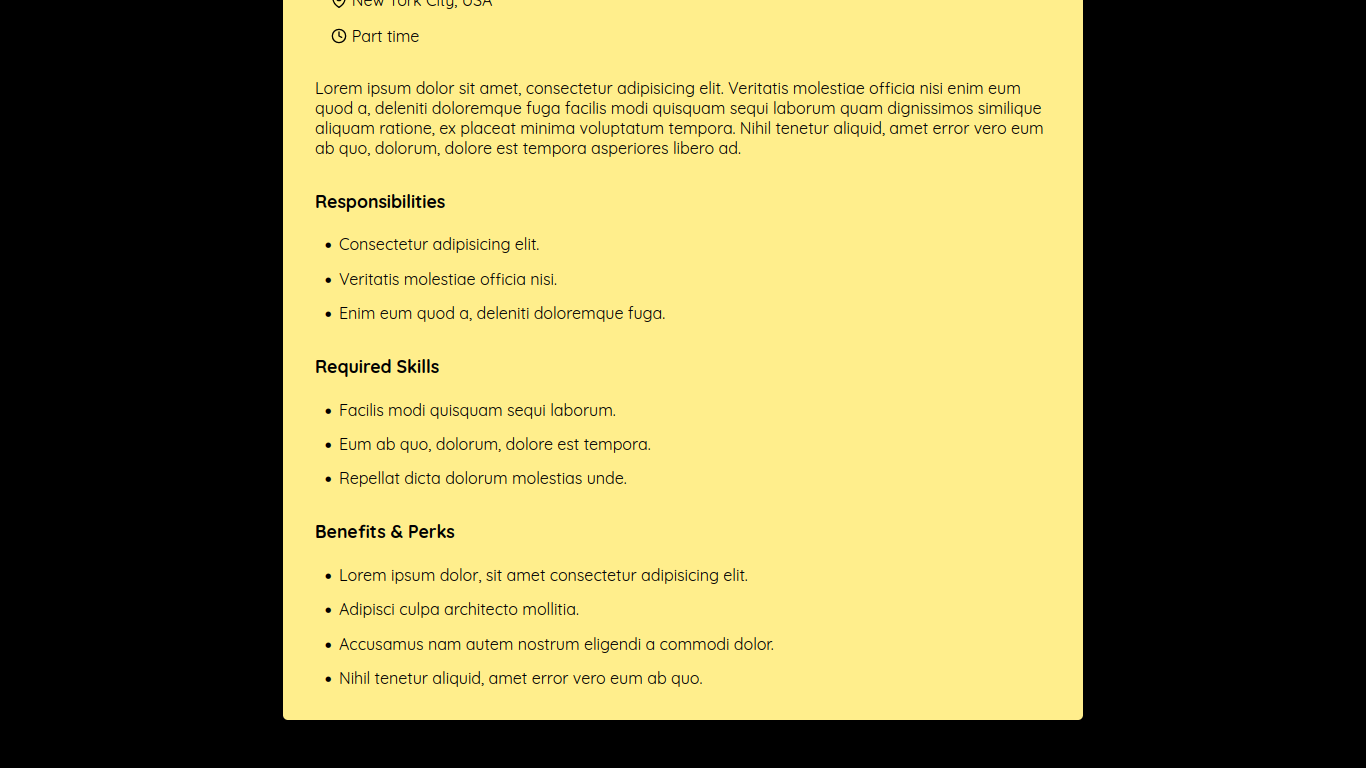 New York City, USA
Part time
Lorem ipsum dolor sit amet, consectetur adipisicing elit. Veritatis molestiae officia nisi enim eum
quod a, deleniti doloremque fuga facilis modi quisquam sequi laborum quam dignissimos similique
aliquam ratione, ex placeat minima voluptatum tempora. Nihil tenetur aliquid, amet error vero eum
ab quo, dolorum, dolore est tempora asperiores libero ad.
Responsibilities
• Consectetur adipisicing elit.
• Veritatis molestiae officia nisi.
• Enim eum quod a, deleniti doloremque fuga.
Required Skills
• Facilis modi quisquam sequi laborum.
• Eum ab quo, dolorum, dolore est tempora.
• Repellat dicta dolorum molestias unde.
Benefits & Perks
• Lorem ipsum dolor, sit amet consectetur adipisicing elit.
• Adipisci culpa architecto mollitia.
• Accusamus nam autem nostrum eligendi a commodi dolor.
• Nihil tenetur aliquid, amet error vero eum ab quo.